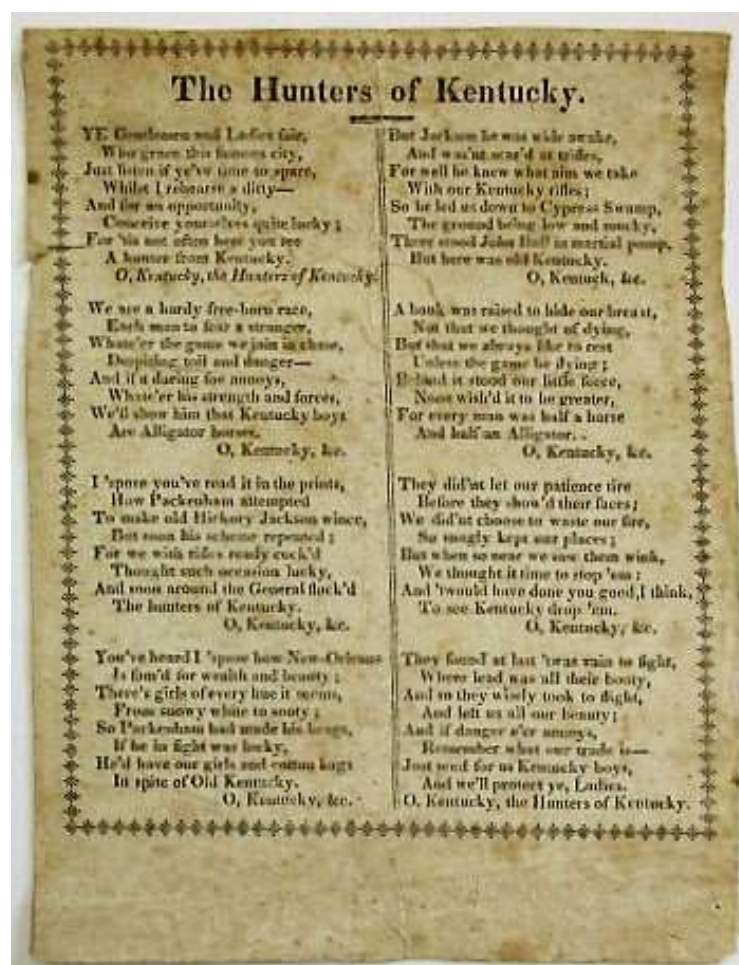 The Hunters of Kentucky.
YE Gentlemen and Ladies fair,
Who grace this famous city,
Just listen if ye've time to spare,
Whilst I rehearse a ditty—
And for an opportunity,
Conceive yourselves quite lucky;
For 'tis not often here you see
A hunter from Kentucky.
O, Kentucky, the Hunters of Kentucky.
We are a hardy free-born race,
Each man to fear a stranger,
Whate'er the game we join in chase,
Despising toil and danger—
And if a daring foe annoys,
Whate'er his strength and forces,
We'll show him that Kentucky boys
Are Alligator horses.
O, Kentucky, &c.
I 'spose you've read it in the prints,
How Packenham attempted
To make old Hickory Jackson wince,
But soon his scheme repented;
For we with rifles ready cock'd
Thought such occasion lucky,
And soon around the General flock'd
The hunters of Kentucky.
O, Kentucky, &c.
You've heard I 'spose how New-Orleans
Is fam'd for wealth and beauty;
There's girls of every hue it seems,
From snowy white to sooty;
So Packenham had made his brags,
If he in fight was lucky,
He'd have our girls and cotton bags
In spite of Old Kentucky.
O, Kentucky, &c.
But Jackson he was wide awake,
And was'nt scar'd at trifles,
For well he knew what aim we take
With our Kentucky rifles;
So he led us down to Cypress Swamp,
The ground being low and mucky,
There stood John Bull in martial pomp,
But here was old Kentucky.
O, Kentuck, &c.
A bank was raised to hide our breast,
Not that we thought of dying,
But that we always like to rest
Unless the game be flying;
Behind it stood our little force,
None wish'd it to be greater,
For every man was half a horse
And half an Alligator.
O, Kentucky, &c.
They did'nt let our patience tire
Before they show'd their faces;
We did'nt choose to waste our fire,
So snugly kept our places;
But when so near we saw them wink,
We thought it time to stop 'em;
And 'twould have done you good, I think,
To see Kentucky drop 'em.
O, Kentucky, &c.
They found at last 'twas vain to fight,
Where lead was all their booty,
And so they wisely took to flight,
And left us all our beauty;
And if danger e'er annoys,
Remember what our trade is—
Just send for us Kentucky boys,
And we'll protect ye, Ladies.
O, Kentucky, the Hunters of Kentucky.